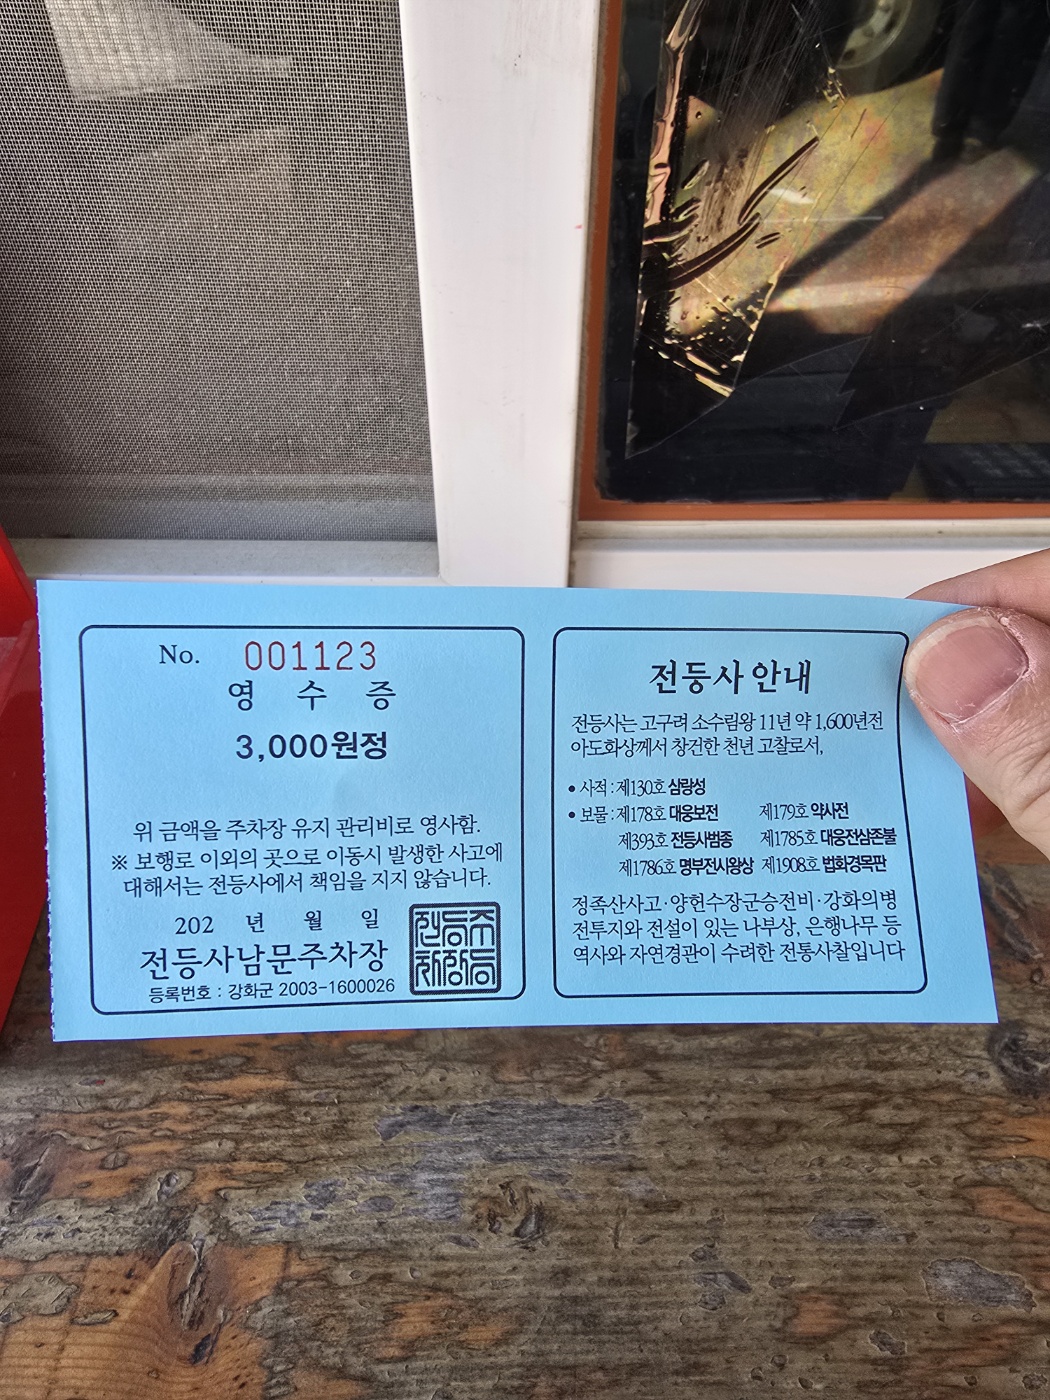 No. 001123
영 수 증
3,000원정
위 금액을 주차장 유지 관리비로 영사함.
※ 보행로 이외의 곳으로 이동시 발생한 사고에
대해서는 전등사에서 책임을 지지 않습니다.
202 년 월 일
전등사남문주차장
등록번호 : 강화군 2003-1600026
전등사 안내
전등사는 고구려 소수림왕 11년 약 1,600년전
아도화상께서 창건한 천년 고찰로서,
• 사적 : 제130호 삼랑성
• 보물 : 제178호 대웅보전 제179호 약사전
제393호 전등사범종 제1785호 대웅전삼존불
제1786호 명부전시왕상 제1908호 법화경목판
정족산사고·양헌수장군승전비·강화의병
전투지와 전설이 있는 나부상, 은행나무 등
역사와 자연경관이 수려한 전통사찰입니다